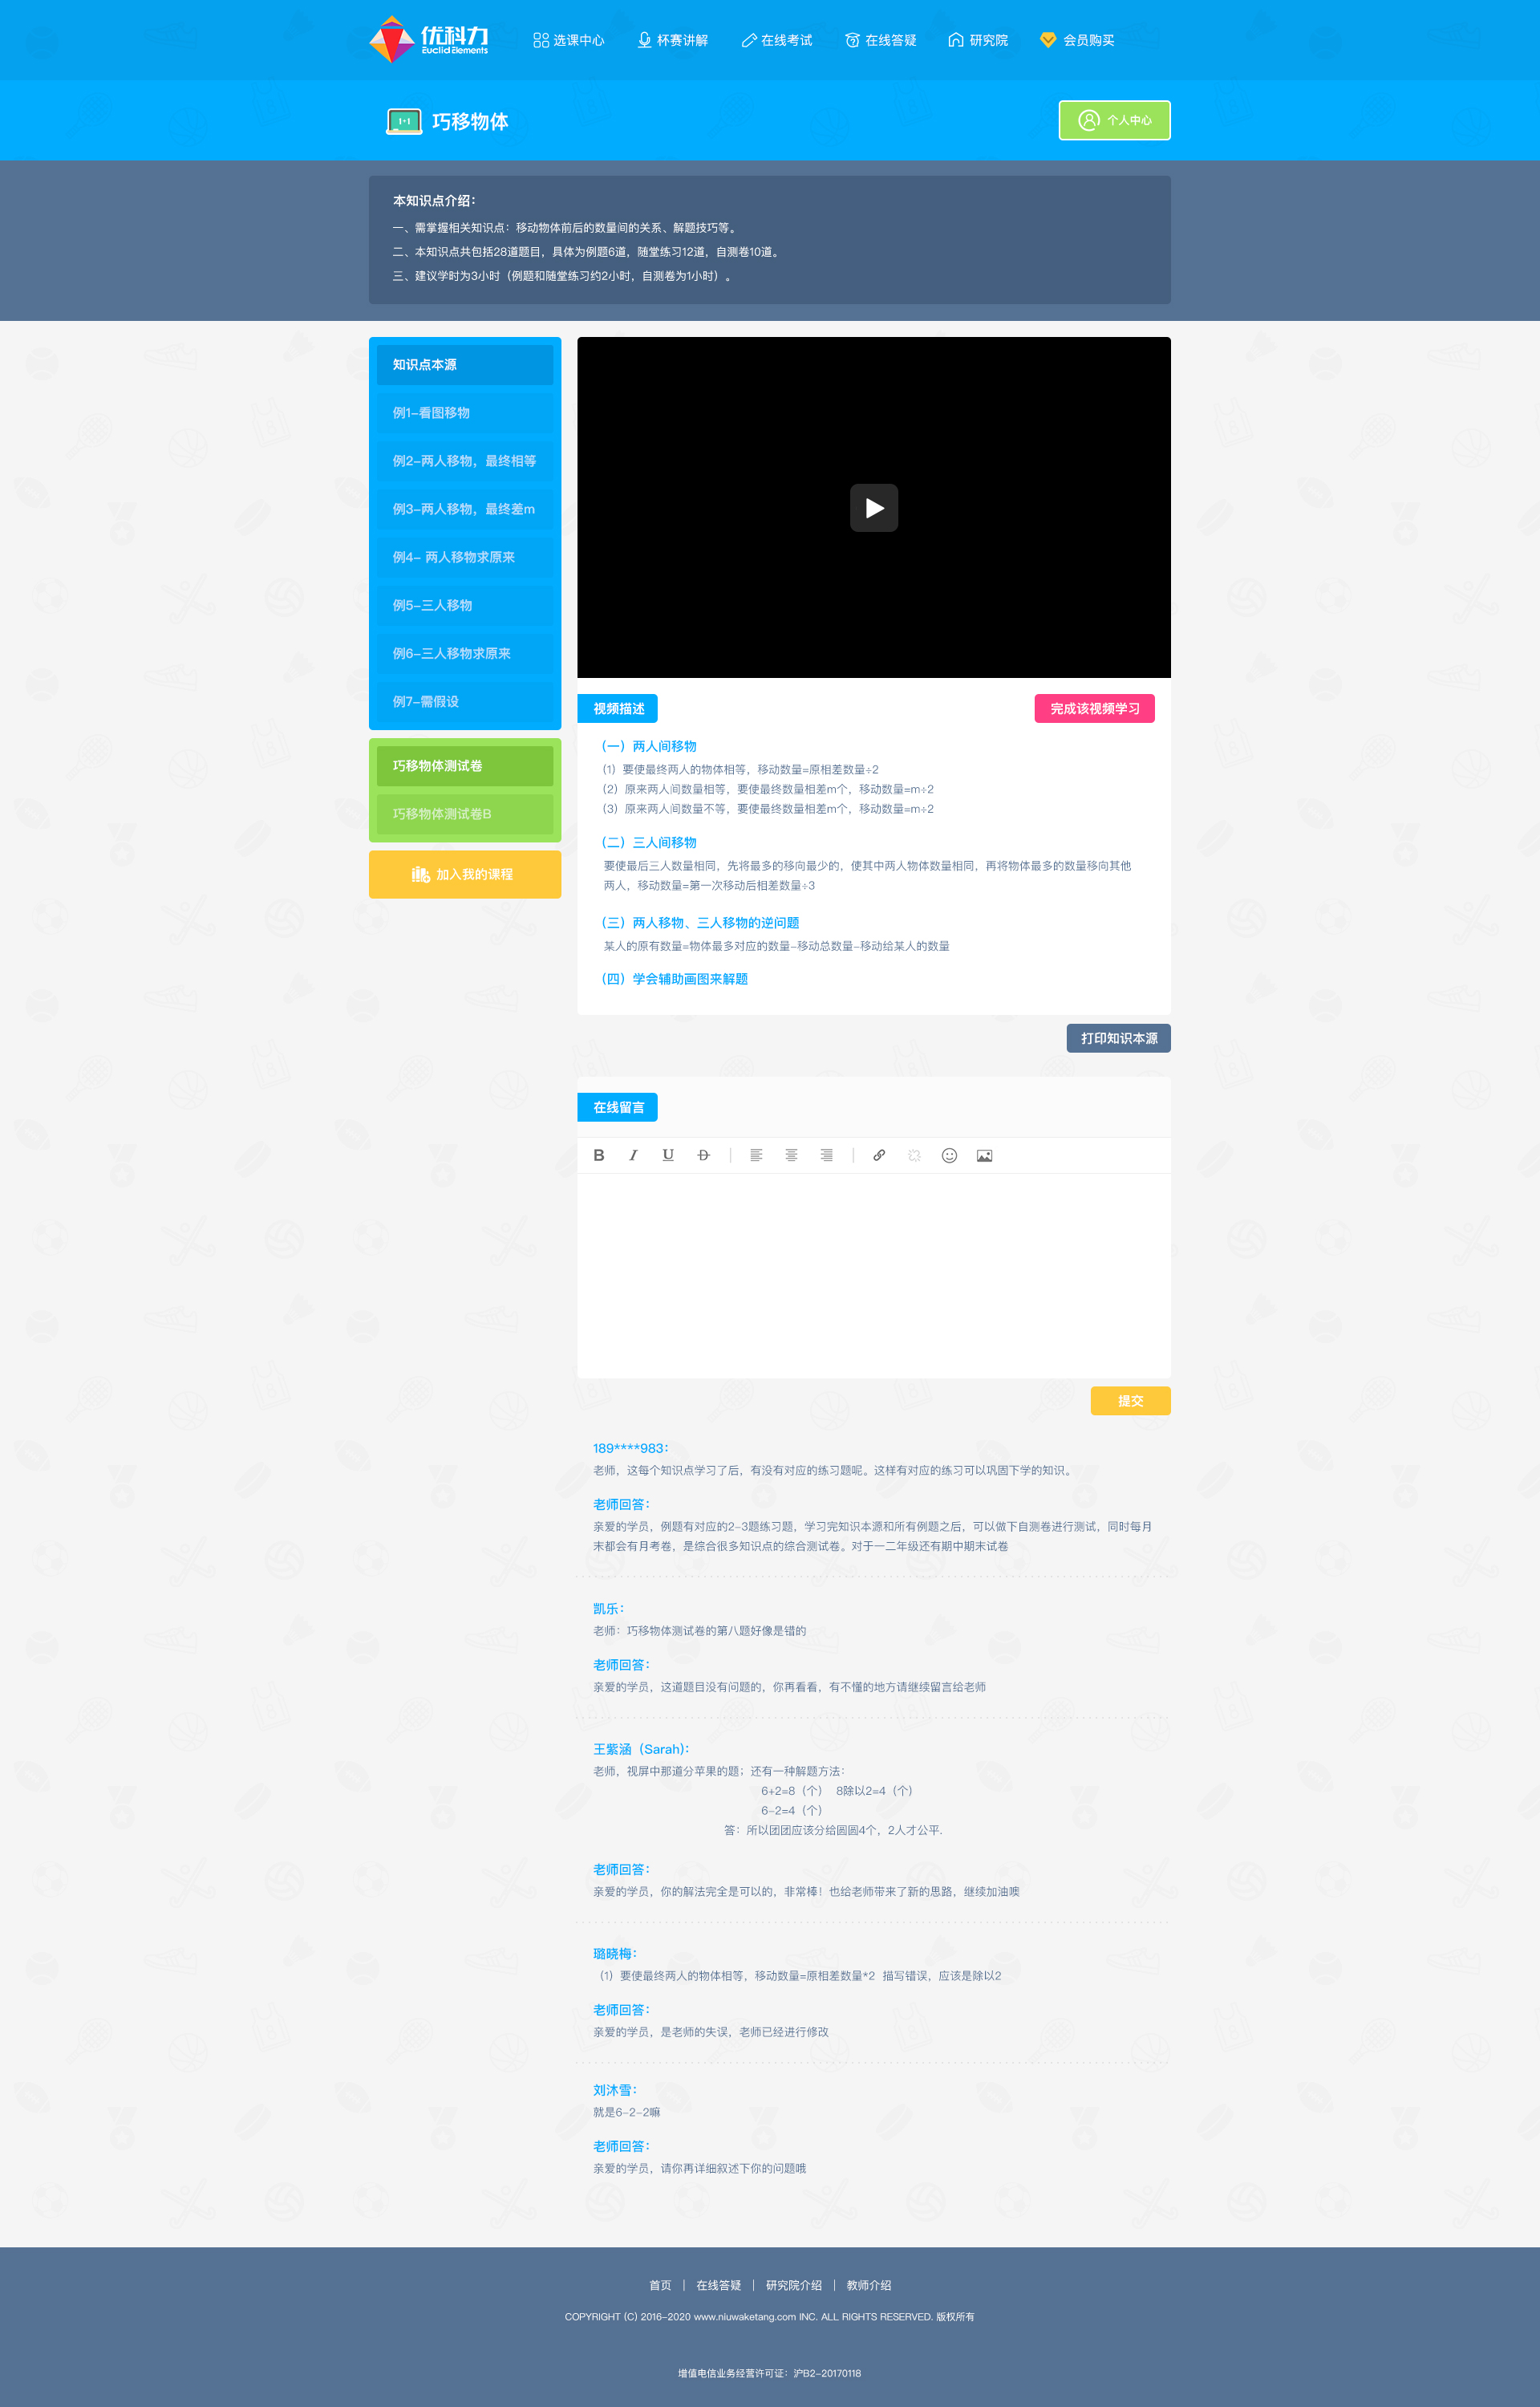 优科力
Euclid Elements
选课中心
杯赛讲解
在线考试
在线答疑
研究院
会员购买
1+1
巧移物体
个人中心
本知识点介绍：
一、需掌握相关知识点：移动物体前后的数量间的关系、解题技巧等。
二、本知识点共包括28道题目，具体为例题6道，随堂练习12道，自测卷10道。
三、建议学时为3小时（例题和随堂练习约2小时，自测卷为1小时）。
知识点本源
例1-看图移物
例2-两人移物，最终相等
例3-两人移物，最终差m
例4- 两人移物求原来
例5-三人移物
例6-三人移物求原来
例7-需假设
巧移物体测试卷
巧移物体测试卷B
加入我的课程
视频描述
完成该视频学习
（一）两人间移物
（1）要使最终两人的物体相等，移动数量=原相差数量÷2
（2）原来两人间数量相等，要使最终数量相差m个，移动数量=m÷2
（3）原来两人间数量不等，要使最终数量相差m个，移动数量=m÷2
（二）三人间移物
要使最后三人数量相同，先将最多的移向最少的，使其中两人物体数量相同，再将物体最多的数量移向其他
两人，移动数量=第一次移动后相差数量÷3
（三）两人移物、三人移物的逆问题
某人的原有数量=物体最多对应的数量-移动总数量-移动给某人的数量
（四）学会辅助画图来解题
打印知识本源
在线留言
B I U D
提交
189****983：
老师，这每个知识点学习了后，有没有对应的练习题呢。这样有对应的练习可以巩固下学的知识。
老师回答：
亲爱的学员，例题有对应的2-3题练习题，学习完知识本源和所有例题之后，可以做下自测卷进行测试，同时每月
末都会有月考卷，是综合很多知识点的综合测试卷。对于一二年级还有期中期末试卷
凯乐：
老师：巧移物体测试卷的第八题好像是错的
老师回答：
亲爱的学员，这道题目没有问题的，你再看看，有不懂的地方请继续留言给老师
王紫涵（Sarah)：
老师，视屏中那道分苹果的题；还有一种解题方法：
6+2=8（个） 8除以2=4（个）
6-2=4（个）
答：所以团团应该分给圆圆4个，2人才公平.
老师回答：
亲爱的学员，你的解法完全是可以的，非常棒！也给老师带来了新的思路，继续加油噢
璐晓梅：
（1）要使最终两人的物体相等，移动数量=原相差数量*2 描写错误，应该是除以2
老师回答：
亲爱的学员，是老师的失误，老师已经进行修改
刘沐雪：
就是6-2-2嘛
老师回答：
亲爱的学员，请你再详细叙述下你的问题哦
首页 | 在线答疑 | 研究院介绍 | 教师介绍
COPYRIGHT (C) 2016-2020 www.niuwaketang.com INC. ALL RIGHTS RESERVED. 版权所有
增值电信业务经营许可证：沪B2-20170118